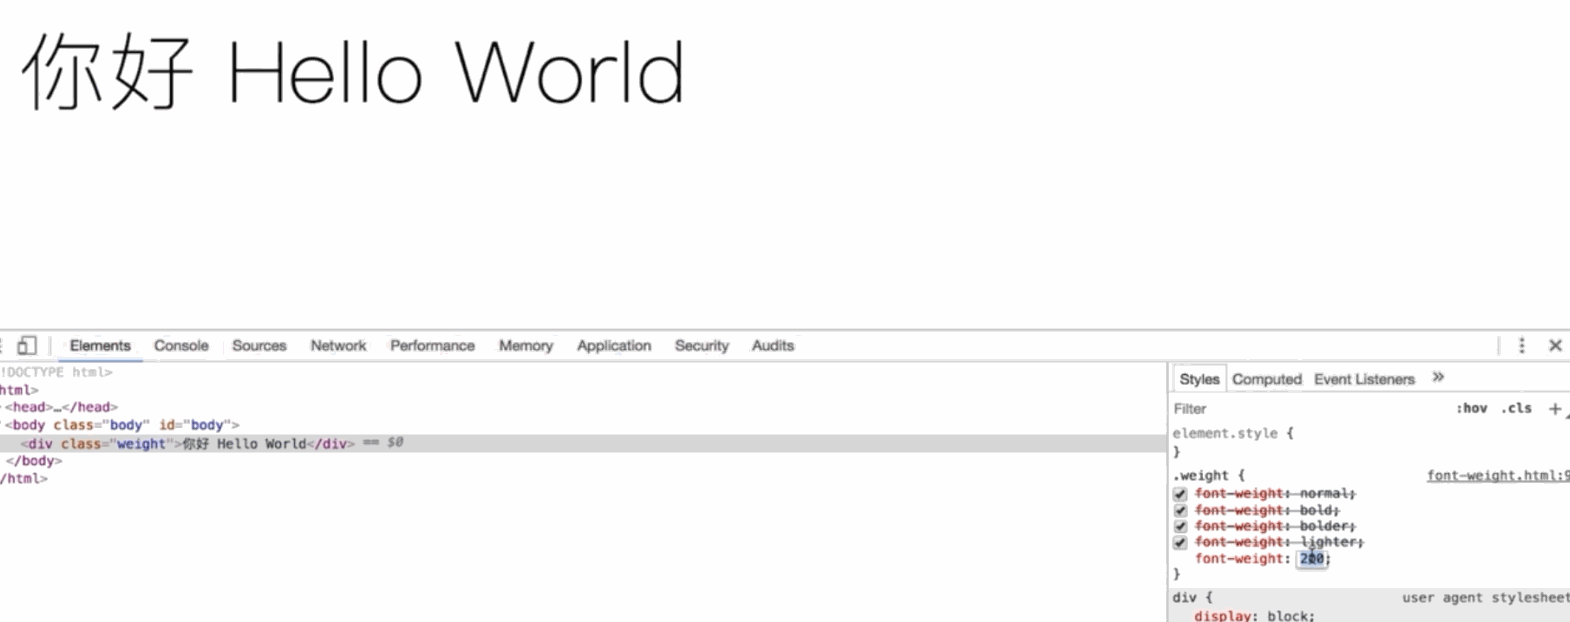 你好 Hello World
Elements Console Sources Network Performance Memory Application Security Audits
!DOCTYPE html>
html>
<head>…</head>
<body class="body" id="body">
<div class="weight">你好 Hello World</div> == $0
</body>
/html>
Styles Computed Event Listeners »
Filter :hov .cls +
element.style {
}
.weight { font-weight.html:9
font-weight: normal;
font-weight: bold;
font-weight: bolder;
font-weight: lighter;
font-weight: 200;
}
div { user agent stylesheet
display: block;